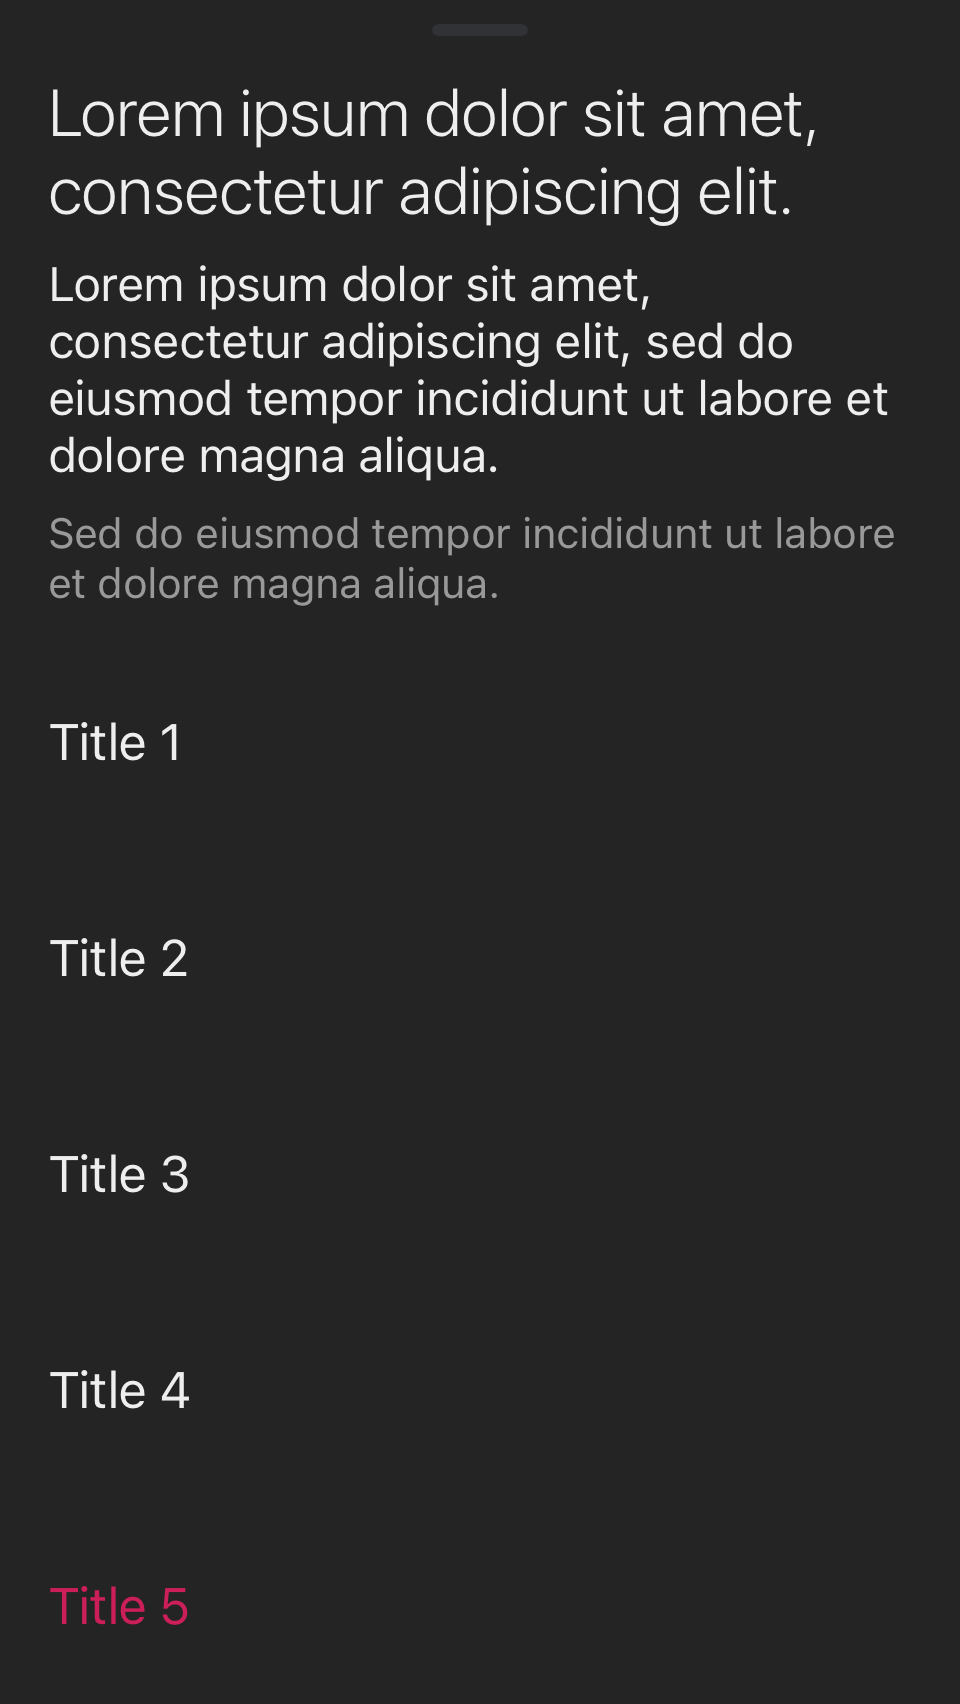 Lorem ipsum dolor sit amet,
consectetur adipiscing elit.
Lorem ipsum dolor sit amet,
consectetur adipiscing elit, sed do
eiusmod tempor incididunt ut labore et
dolore magna aliqua.
Sed do eiusmod tempor incididunt ut labore
et dolore magna aliqua.
Title 1
Title 2
Title 3
Title 4
Title 5